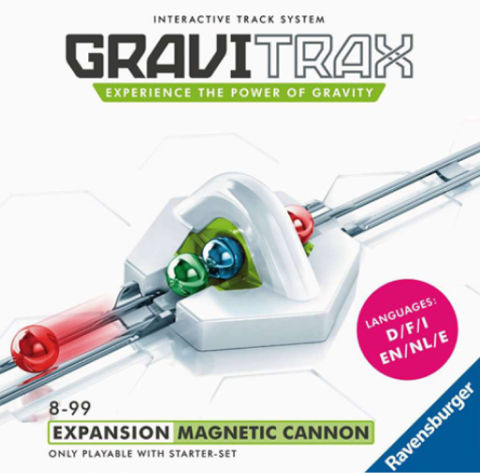 INTERACTIVE TRACK SYSTEM
GRAVITRAX
EXPERIENCE THE POWER OF GRAVITY
LANGUAGES:
D/F/I
EN/NL/E
8-99
EXPANSION MAGNETIC CANNON
ONLY PLAYABLE WITH STARTER-SET
Ravensburger